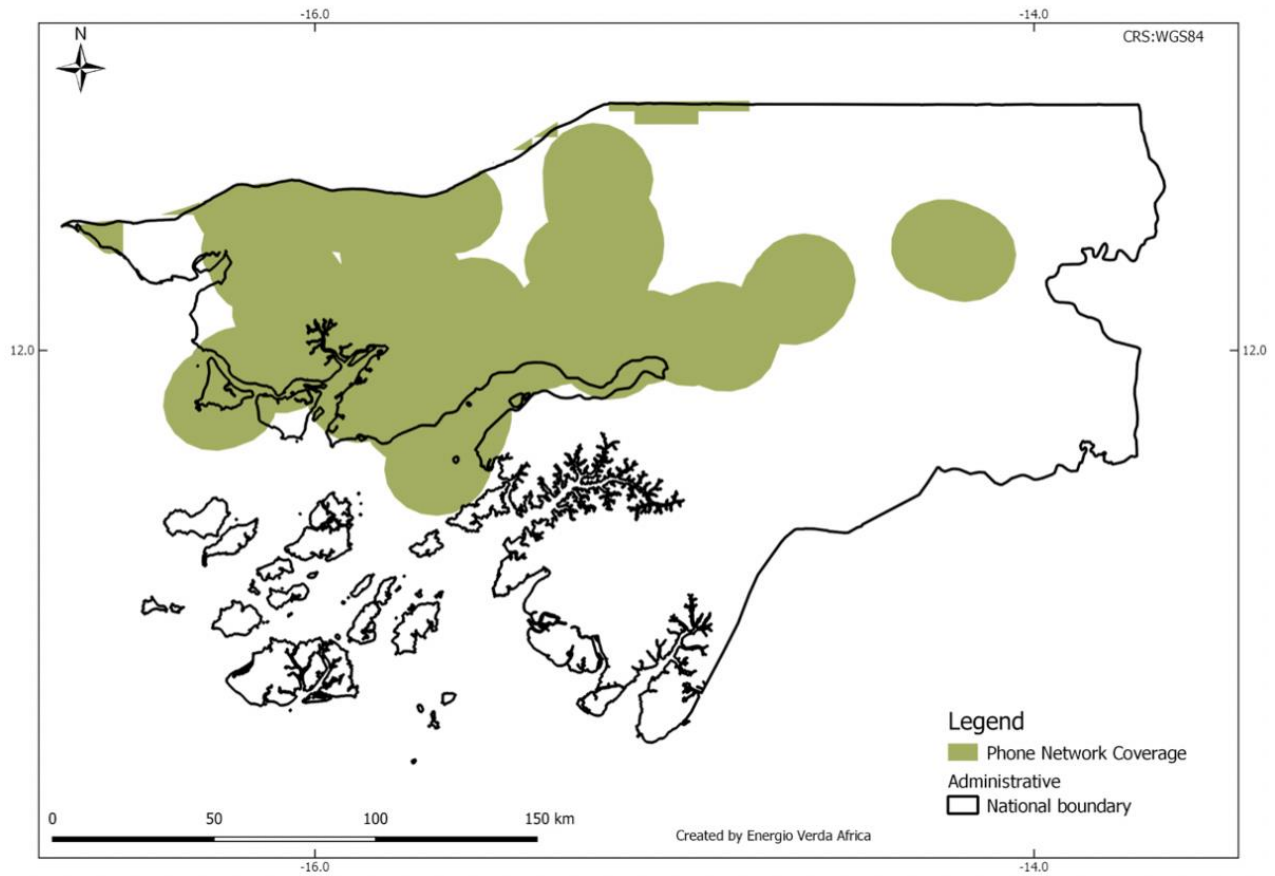 -16.0
-14.0
N
CRS:WGS84
12.0
12.0
Legend
Phone Network Coverage
Administrative
National boundary
0 50 100 150 km
Created by Energio Verda Africa
-16.0
-14.0